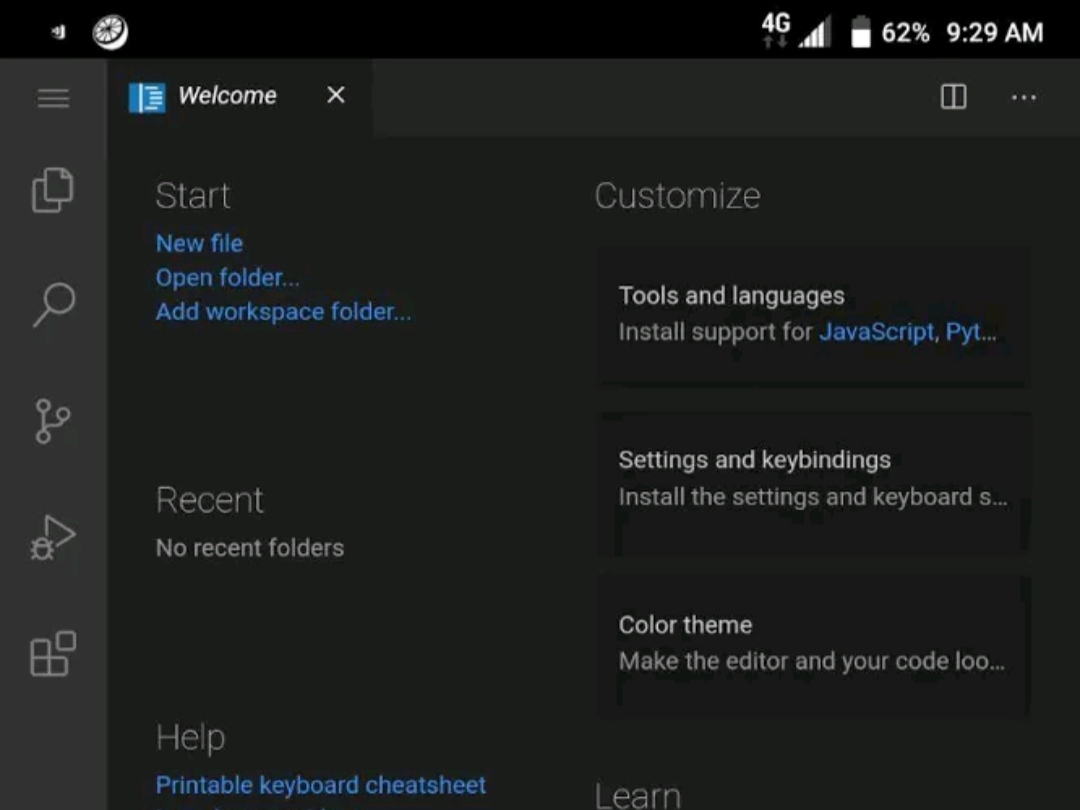 4G 62% 9:29 AM
Welcome
Start
New file
Open folder...
Add workspace folder...
Recent
No recent folders
Help
Printable keyboard cheatsheet
Customize
Tools and languages
Install support for JavaScript, Pyt...
Settings and keybindings
Install the settings and keyboard s...
Color theme
Make the editor and your code loo...
Learn